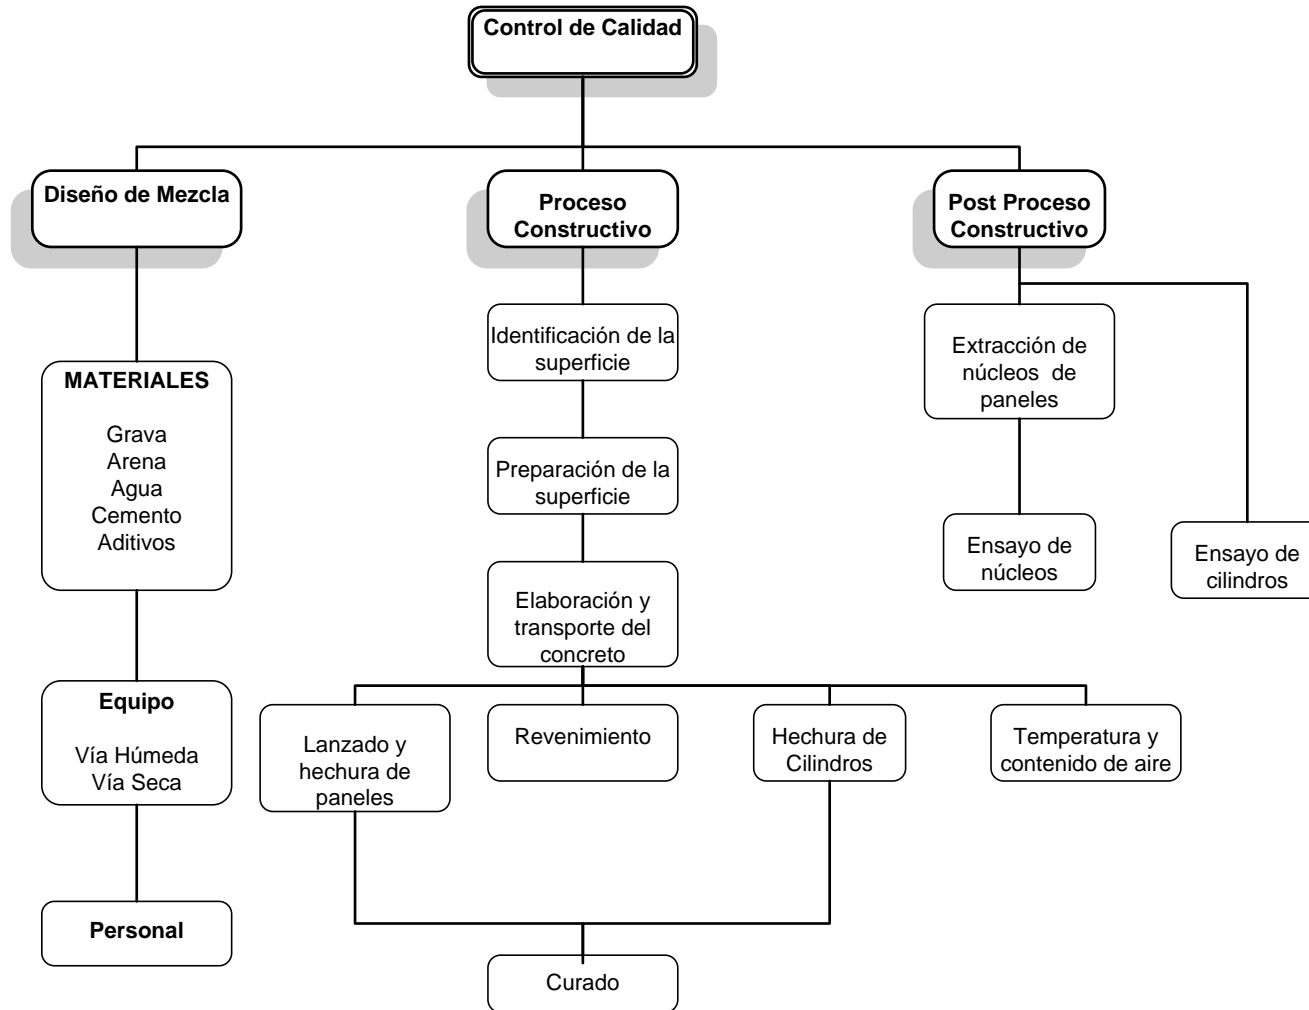 Control de Calidad
Diseño de Mezcla
Proceso
Constructivo
Post Proceso
Constructivo
MATERIALES
Grava
Arena
Agua
Cemento
Aditivos
Equipo
Vía Húmeda
Vía Seca
Personal
Identificación de la
superficie
Preparación de la
superficie
Elaboración y
transporte del
concreto
Lanzado y
hechura de
paneles
Revenimiento
Hechura de
Cilindros
Temperatura y
contenido de aire
Curado
Extracción de
núcleos de
paneles
Ensayo de
núcleos
Ensayo de
cilindros